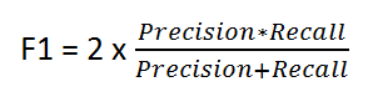 F1 = 2 x Precision*Recall
Precision+Recall